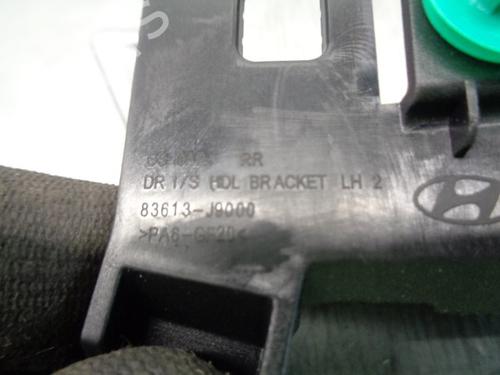 RR
DR I/S HDL BRACKET LH 2
83613-J9000
>PA6-GF20<